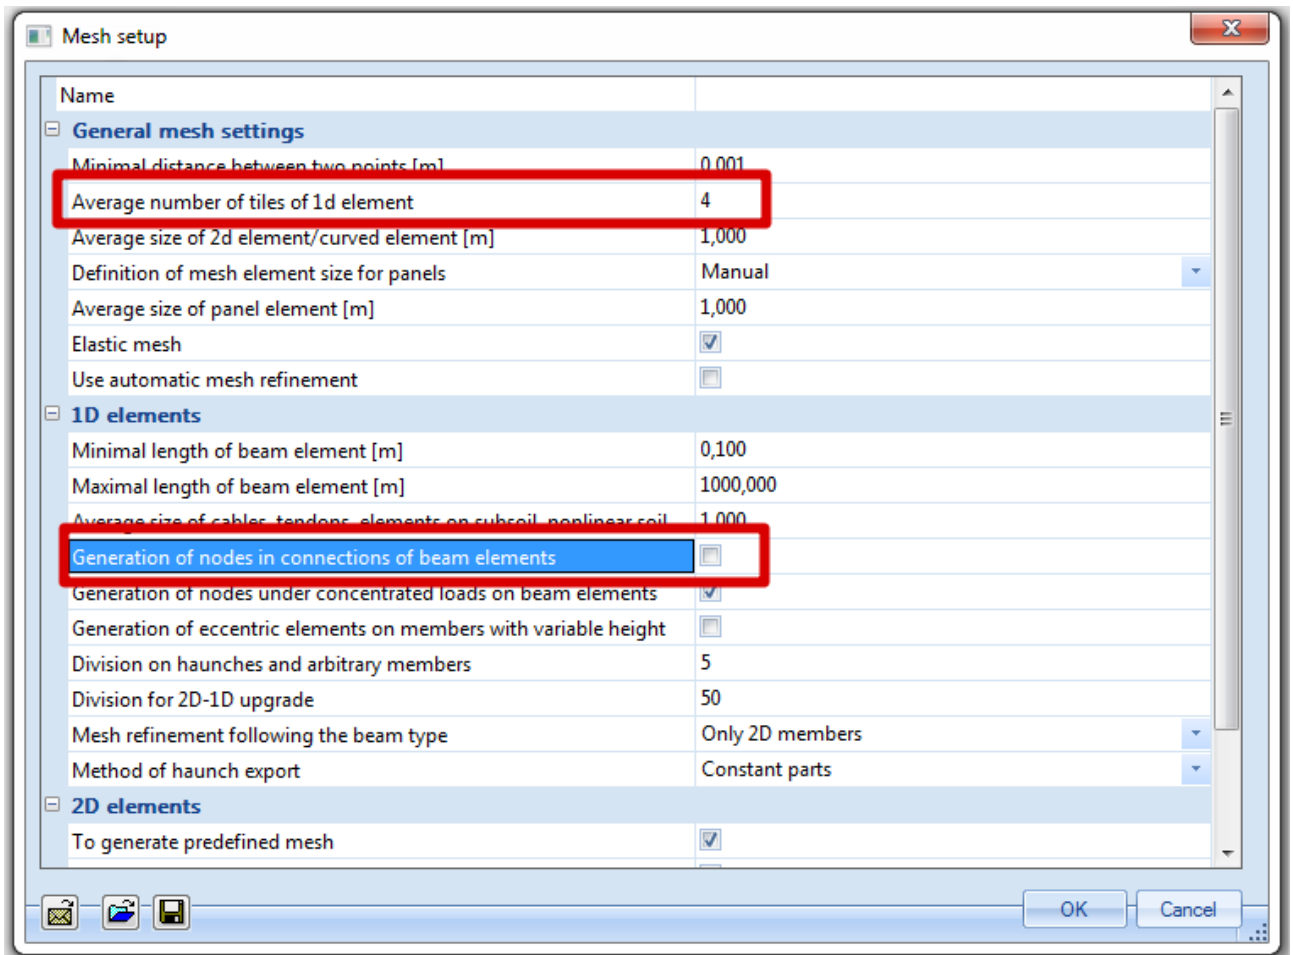 Mesh setup
Name
General mesh settings
Minimal distance between two points [m] 0,001
Average number of tiles of 1d element 4
Average size of 2d element/curved element [m] 1,000
Definition of mesh element size for panels Manual
Average size of panel element [m] 1,000
Elastic mesh
Use automatic mesh refinement
1D elements
Minimal length of beam element [m] 0,100
Maximal length of beam element [m] 1000,000
Average size of cables, tendons, elements on subsoil, nonlinear soil 1,000
Generation of nodes in connections of beam elements
Generation of nodes under concentrated loads on beam elements
Generation of eccentric elements on members with variable height
Division on haunches and arbitrary members 5
Division for 2D-1D upgrade 50
Mesh refinement following the beam type Only 2D members
Method of haunch export Constant parts
2D elements
To generate predefined mesh
OK Cancel